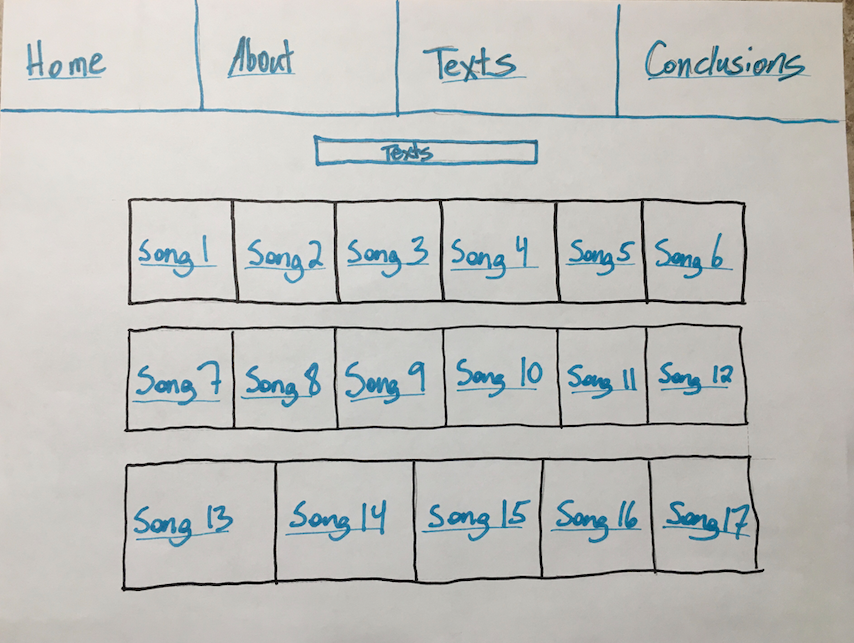 Home About Texts Conclusions
Texts
Song 1 Song 2 Song 3 Song 4 Song 5 Song 6
Song 7 Song 8 Song 9 Song 10 Song 11 Song 12
Song 13 Song 14 Song 15 Song 16 Song 17